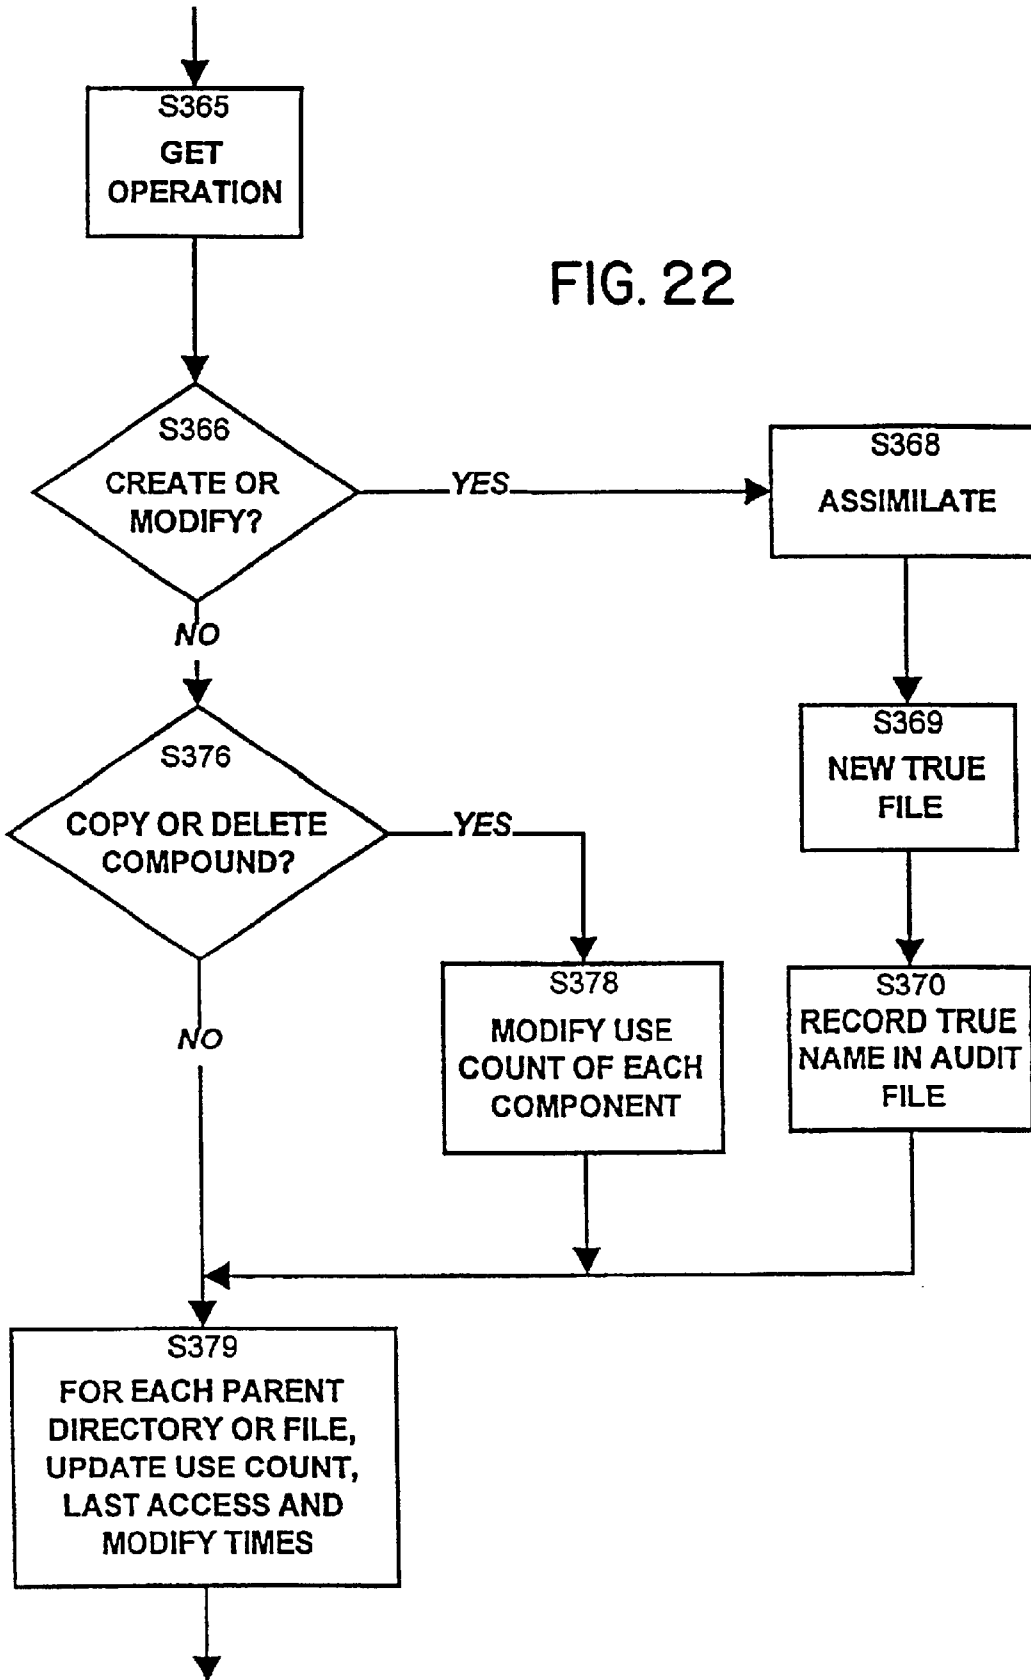 S365
GET
OPERATION
FIG. 22
S366
CREATE OR
MODIFY?
YES
S368
ASSIMILATE
NO
S369
NEW TRUE
FILE
S376
COPY OR DELETE
COMPOUND?
YES
S378
MODIFY USE
COUNT OF EACH
COMPONENT
S370
RECORD TRUE
NAME IN AUDIT
FILE
NO
S379
FOR EACH PARENT
DIRECTORY OR FILE,
UPDATE USE COUNT,
LAST ACCESS AND
MODIFY TIMES